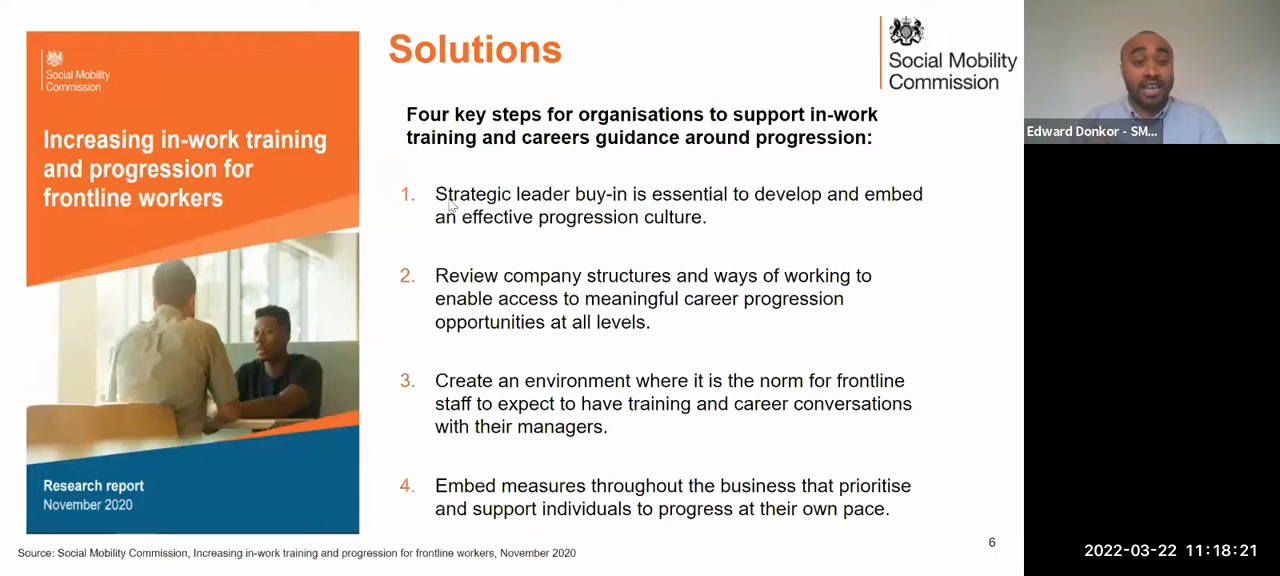 Social Mobility
Commission
Increasing in-work training
and progression for
frontline workers
Research report
November 2020
Solutions
Social Mobility
Commission
Four key steps for organisations to support in-work
training and careers guidance around progression:
1. Strategic leader buy-in is essential to develop and embed
an effective progression culture.
2. Review company structures and ways of working to
enable access to meaningful career progression
opportunities at all levels.
3. Create an environment where it is the norm for frontline
staff to expect to have training and career conversations
with their managers.
4. Embed measures throughout the business that prioritise
and support individuals to progress at their own pace.
6
Source: Social Mobility Commission, Increasing in-work training and progression for frontline workers, November 2020
Edward Donkor - SM...
2022-03-22 11:18:21